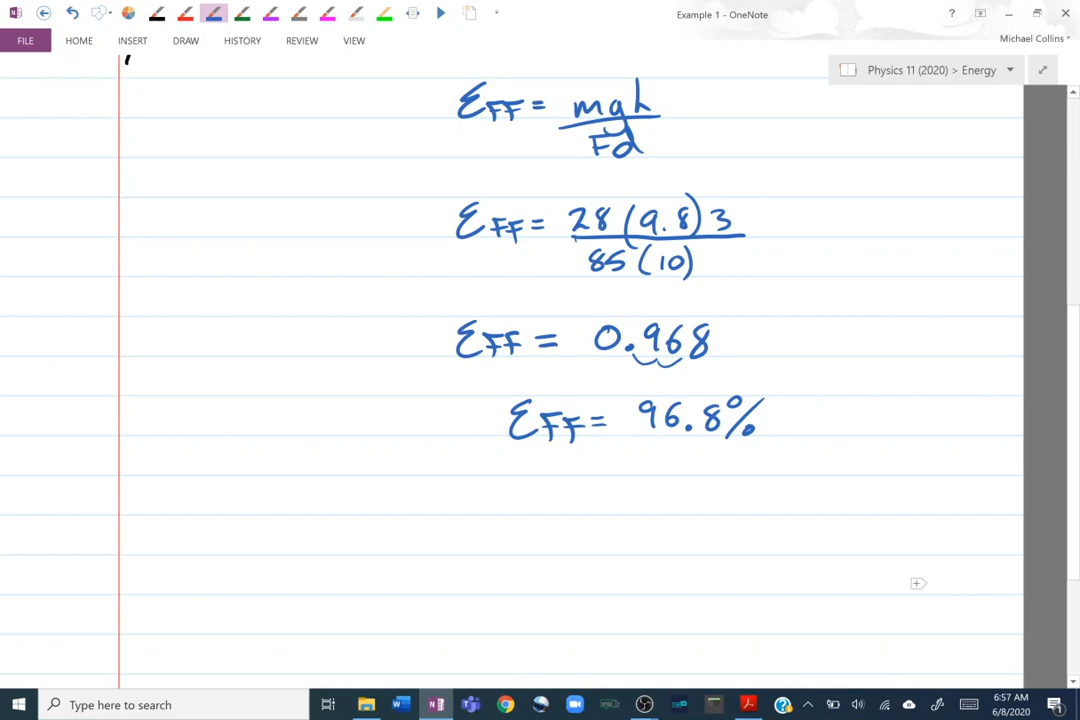 Example 1 - OneNote
?
FILE HOME INSERT DRAW HISTORY REVIEW VIEW
Michael Collins
Physics 11 (2020) > Energy
EFF = mgh
Fd
EFF = 28(9.8)3
85(10)
EFF = 0.968
EFF = 96.8%
Type here to search
6:57 AM
6/8/2020